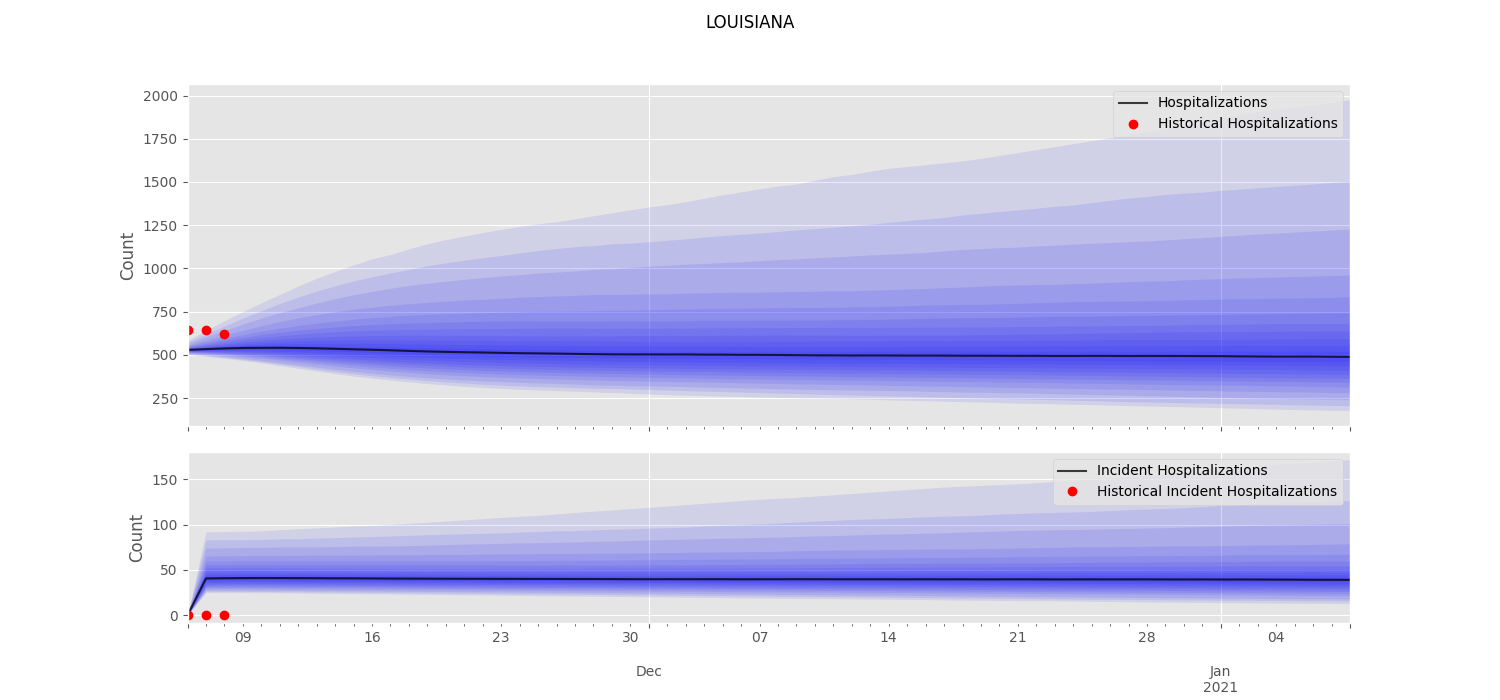 LOUISIANA
2000
1750
1500
1250
1000
750
500
250
Count
Hospitalizations
Historical Hospitalizations
150
100
50
0
Count
Incident Hospitalizations
Historical Incident Hospitalizations
09 16 23 30 07 14 21 28 04
Dec Jan
2021